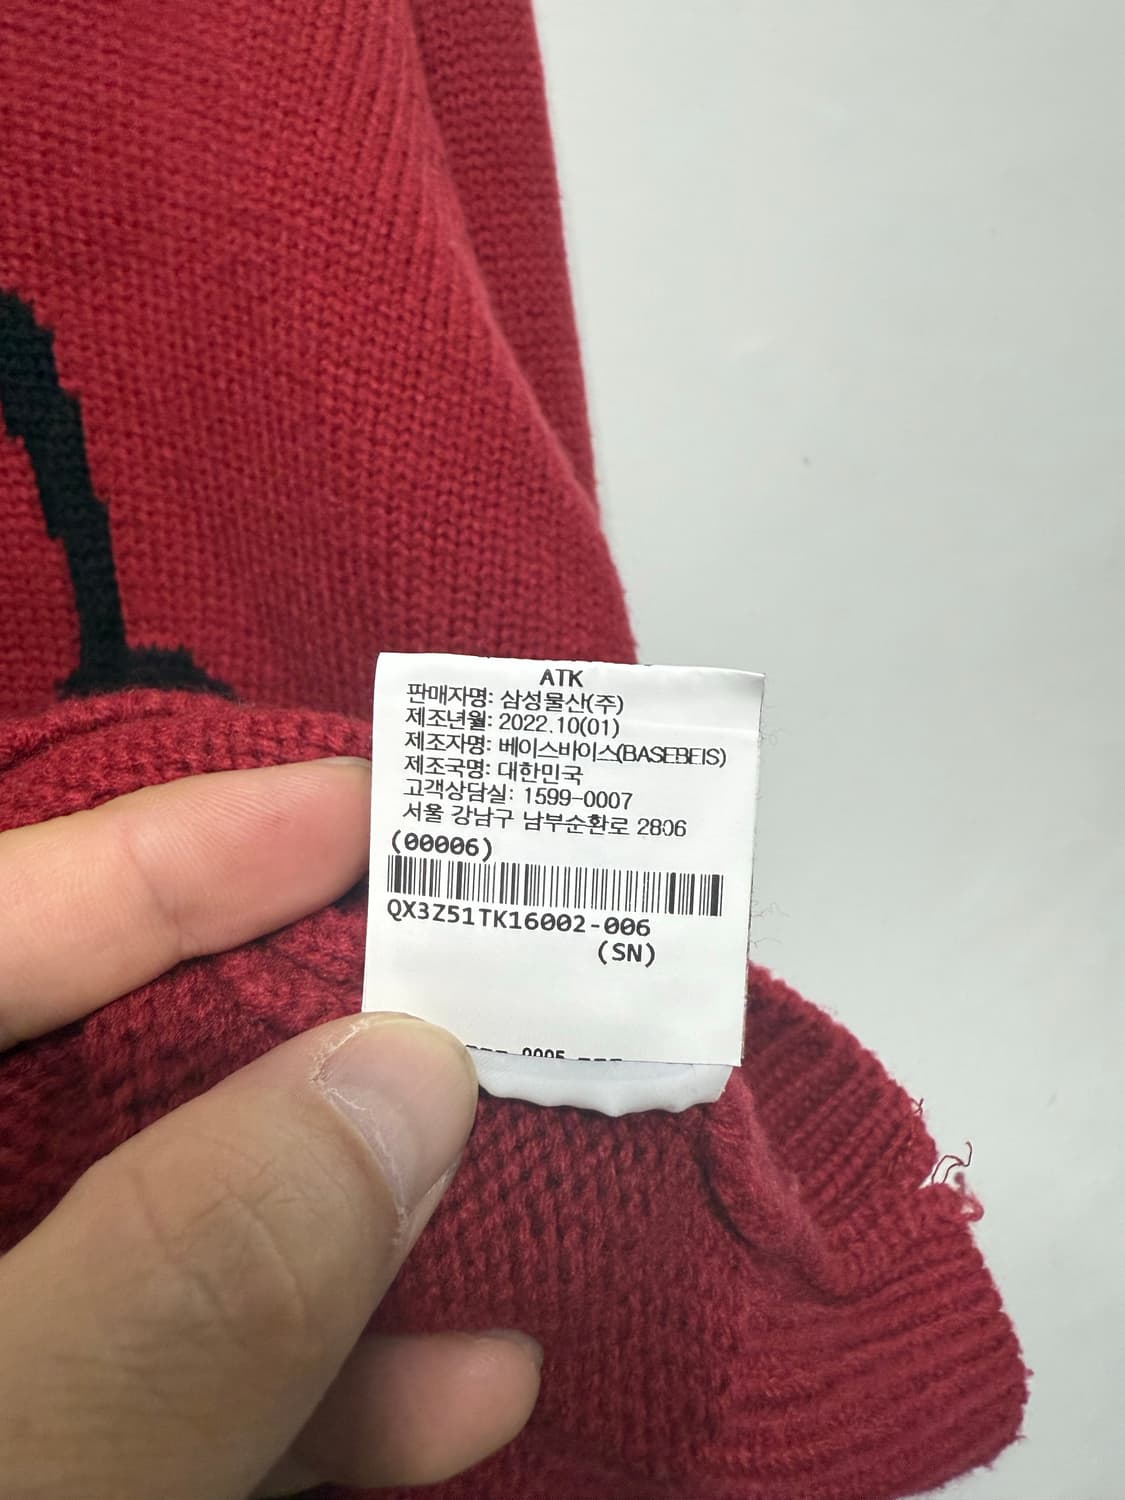 ATK
판매자명: 삼성물산(주)
제조년월: 2022.10(01)
제조자명: 베이스바이스(BASEBEIS)
제조국명: 대한민국
고객상담실: 1599-0007
서울 강남구 남부순환로 2806
(00006)
QX3Z51TK16002-006
(SN)